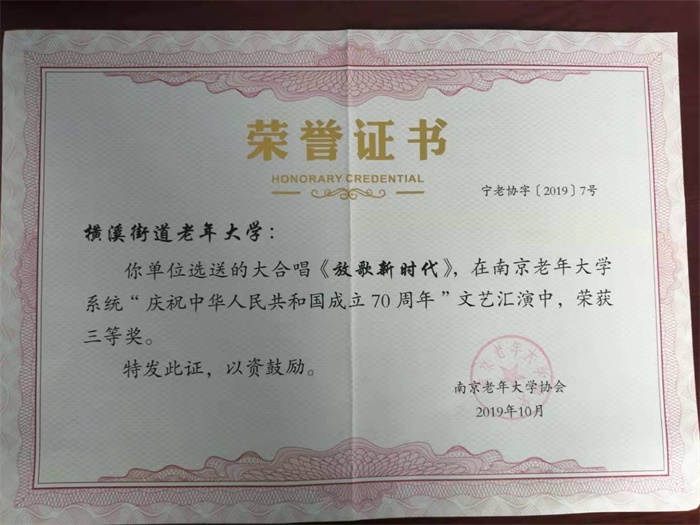 荣誉证书
HONORARY CREDENTIAL
宁老协字〔2019〕7号
横溪街道老年大学：
你单位选送的大合唱《放歌新时代》，在南京老年大学
系统“庆祝中华人民共和国成立70周年”文艺汇演中，荣获
三等奖。
特发此证，以资鼓励。
南京老年大学协会
2019年10月